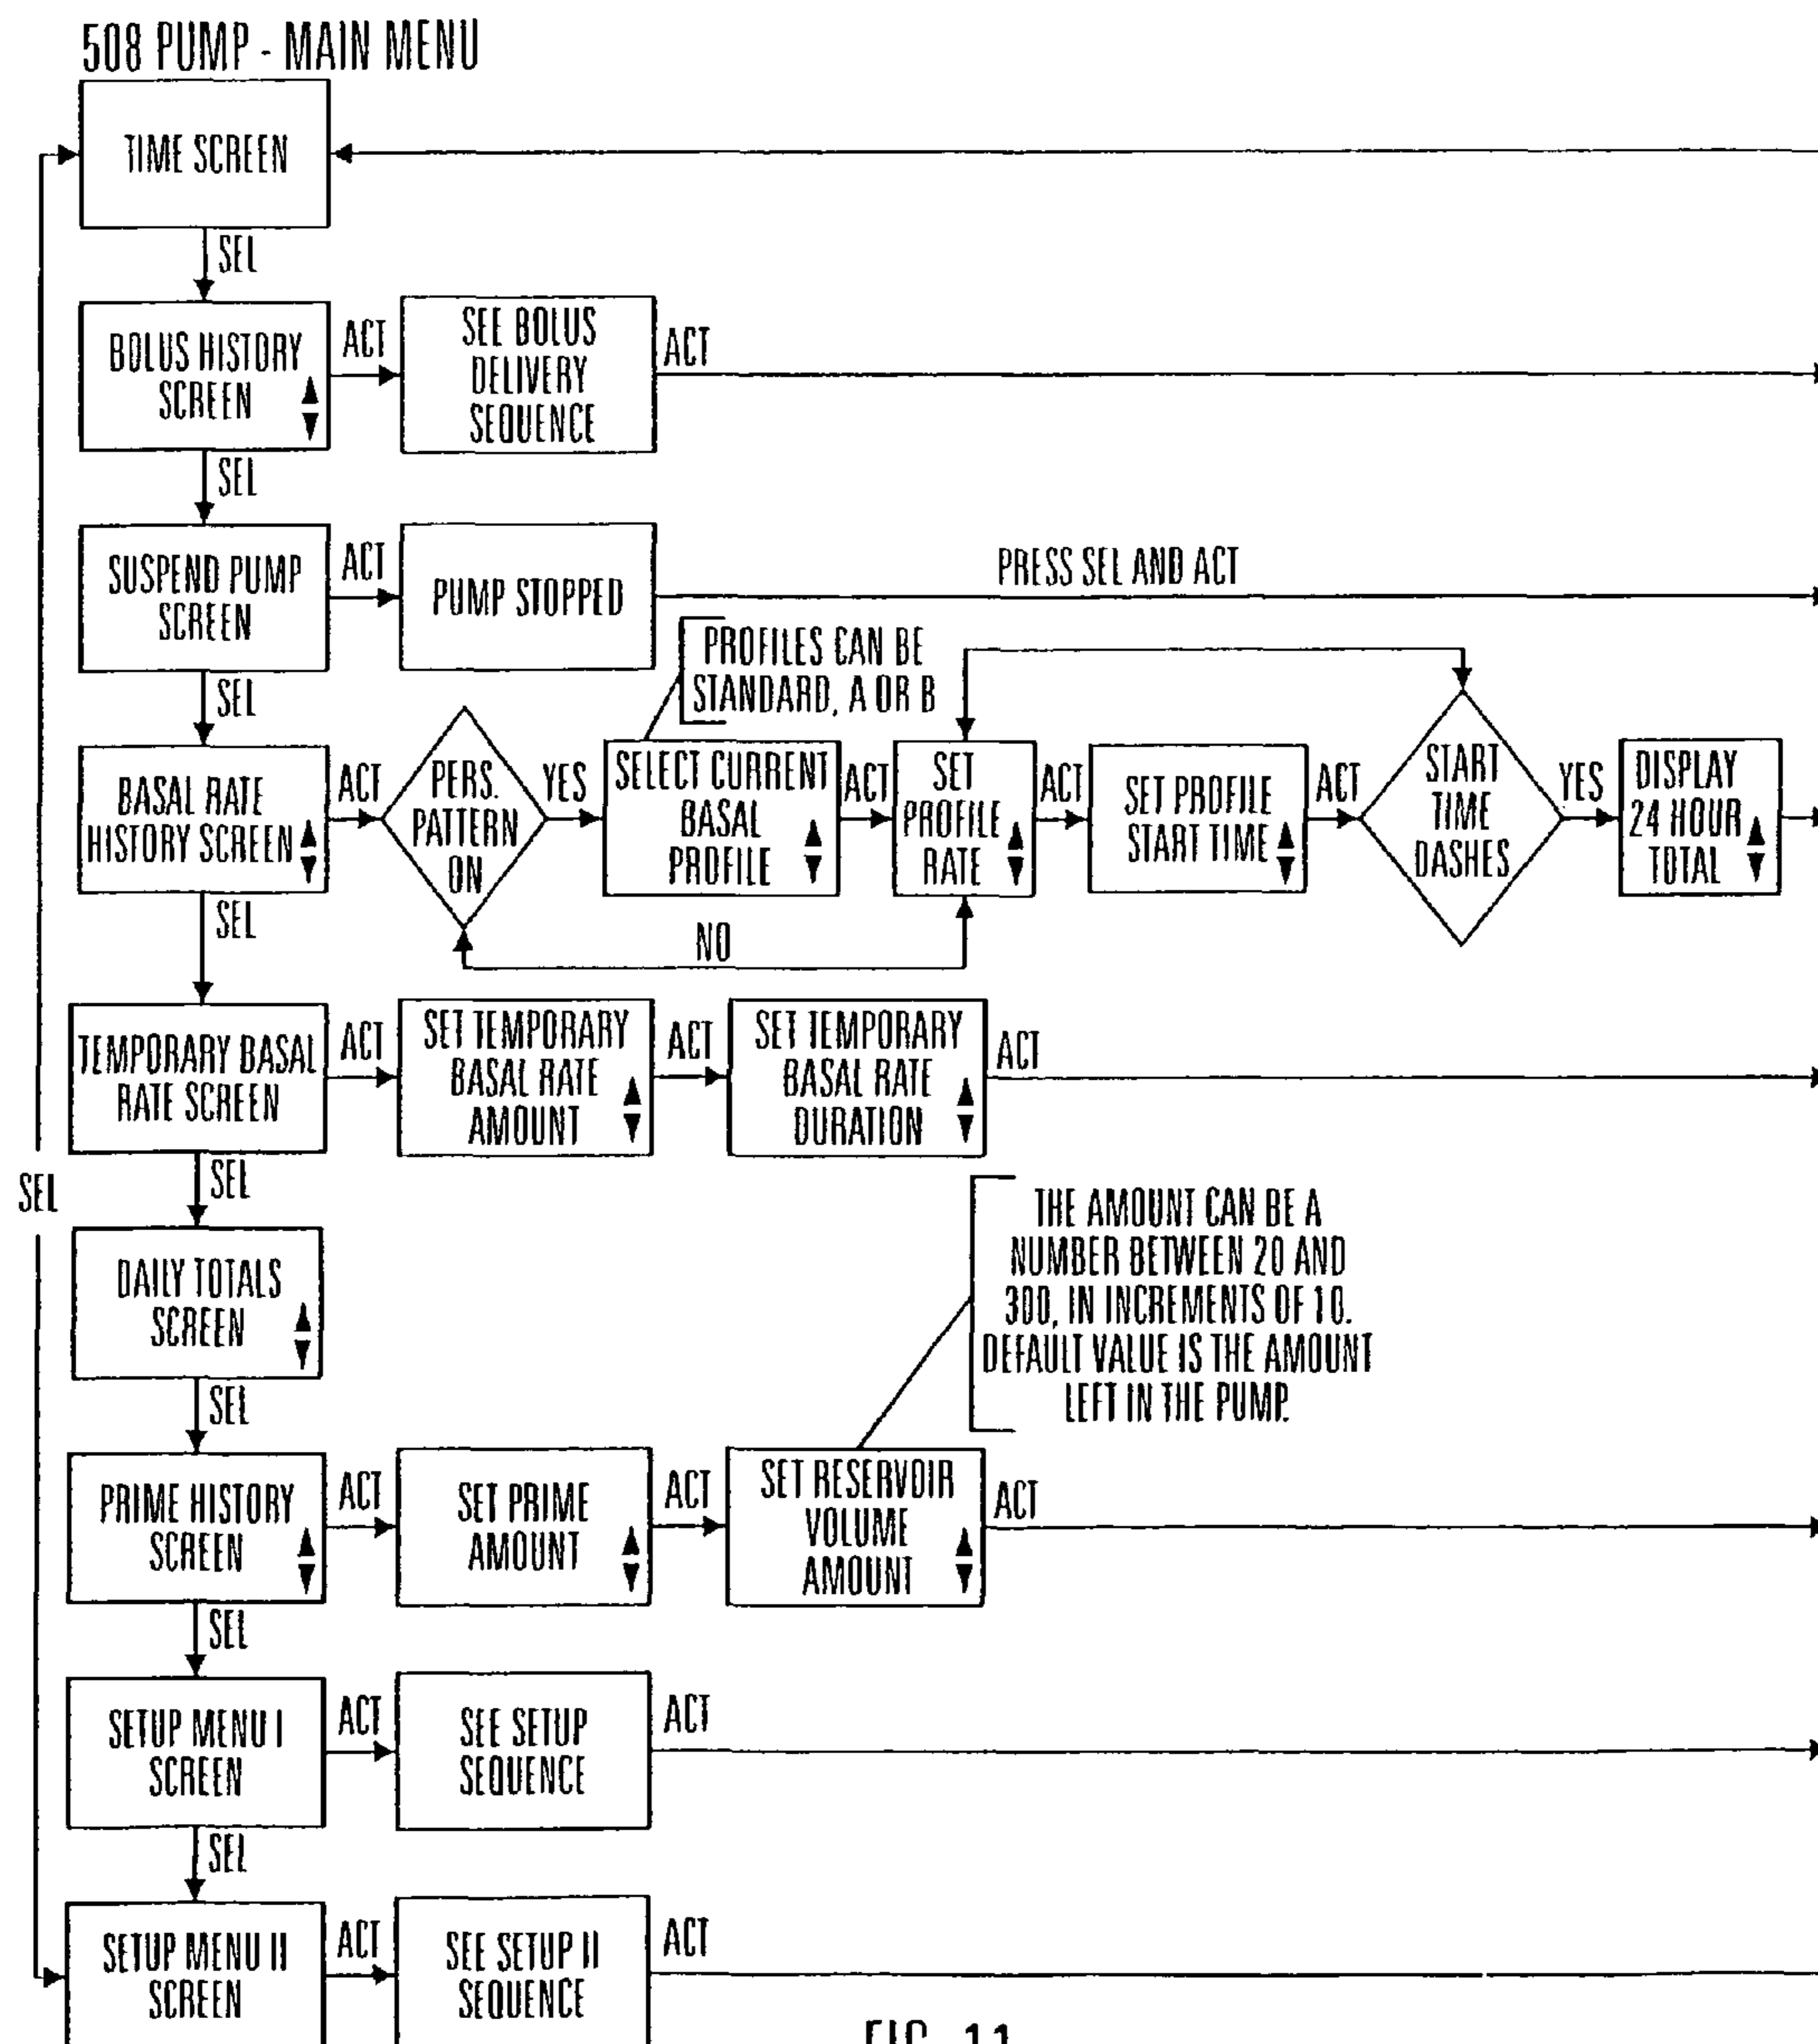 508 PUMP - MAIN MENU
TIME SCREEN
SEL
BOLUS HISTORY
SCREEN
ACT
SEE BOLUS
DELIVERY
SEQUENCE
ACT
SEL
SUSPEND PUMP
SCREEN
ACT
PUMP STOPPED
PRESS SEL AND ACT
SEL
PROFILES CAN BE
STANDARD, A OR B
BASAL RATE
HISTORY SCREEN
ACT
PERS.
PATTERN
ON
YES
SELECT CURRENT
BASAL
PROFILE
ACT
SET
PROFILE
RATE
ACT
SET PROFILE
START TIME
ACT
START
TIME
DASHES
YES
DISPLAY
24 HOUR
TOTAL
NO
SEL
TEMPORARY BASAL
RATE SCREEN
ACT
SET TEMPORARY
BASAL RATE
AMOUNT
ACT
SET TEMPORARY
BASAL RATE
DURATION
ACT
SEL
SEL
DAILY TOTALS
SCREEN
THE AMOUNT CAN BE A
NUMBER BETWEEN 20 AND
300, IN INCREMENTS OF 10.
DEFAULT VALUE IS THE AMOUNT
LEFT IN THE PUMP.
SEL
PRIME HISTORY
SCREEN
ACT
SET PRIME
AMOUNT
ACT
SET RESERVOIR
VOLUME
AMOUNT
ACT
SEL
SETUP MENU I
SCREEN
ACT
SEE SETUP
SEQUENCE
ACT
SEL
SETUP MENU II
SCREEN
ACT
SEE SETUP II
SEQUENCE
ACT
FIG. 11